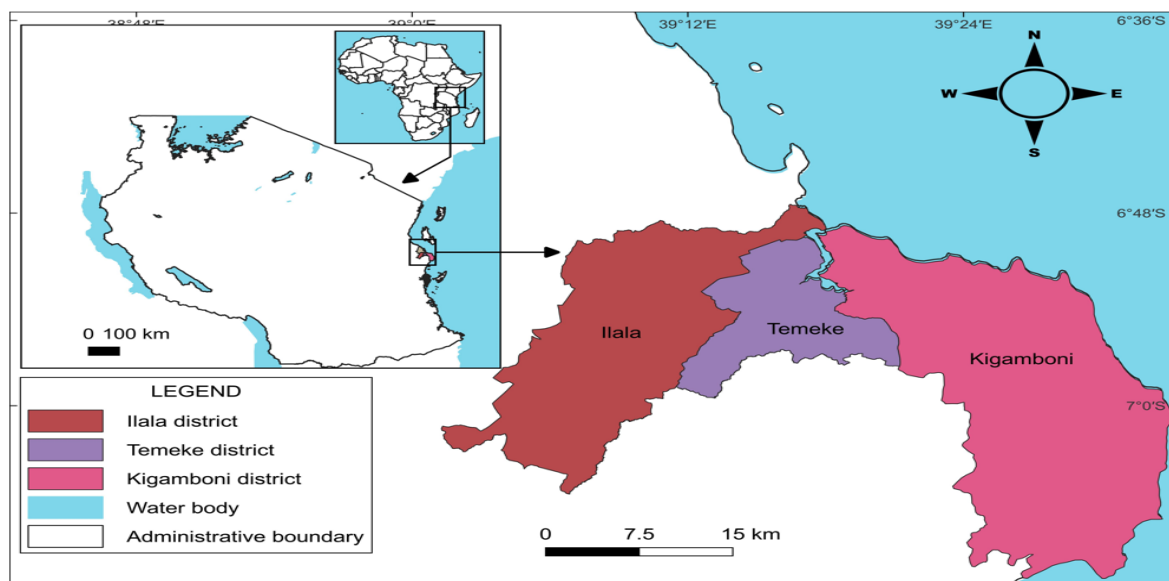 38°48′E
39°0′E
39°12′E
39°24′E
6°36′S
N
W
E
S
6°48′S
Ilala
Temeke
Kigamboni
0 100 km
7°0′S
LEGEND
Ilala district
Temeke district
Kigamboni district
Water body
Administrative boundary
0 7.5 15 km